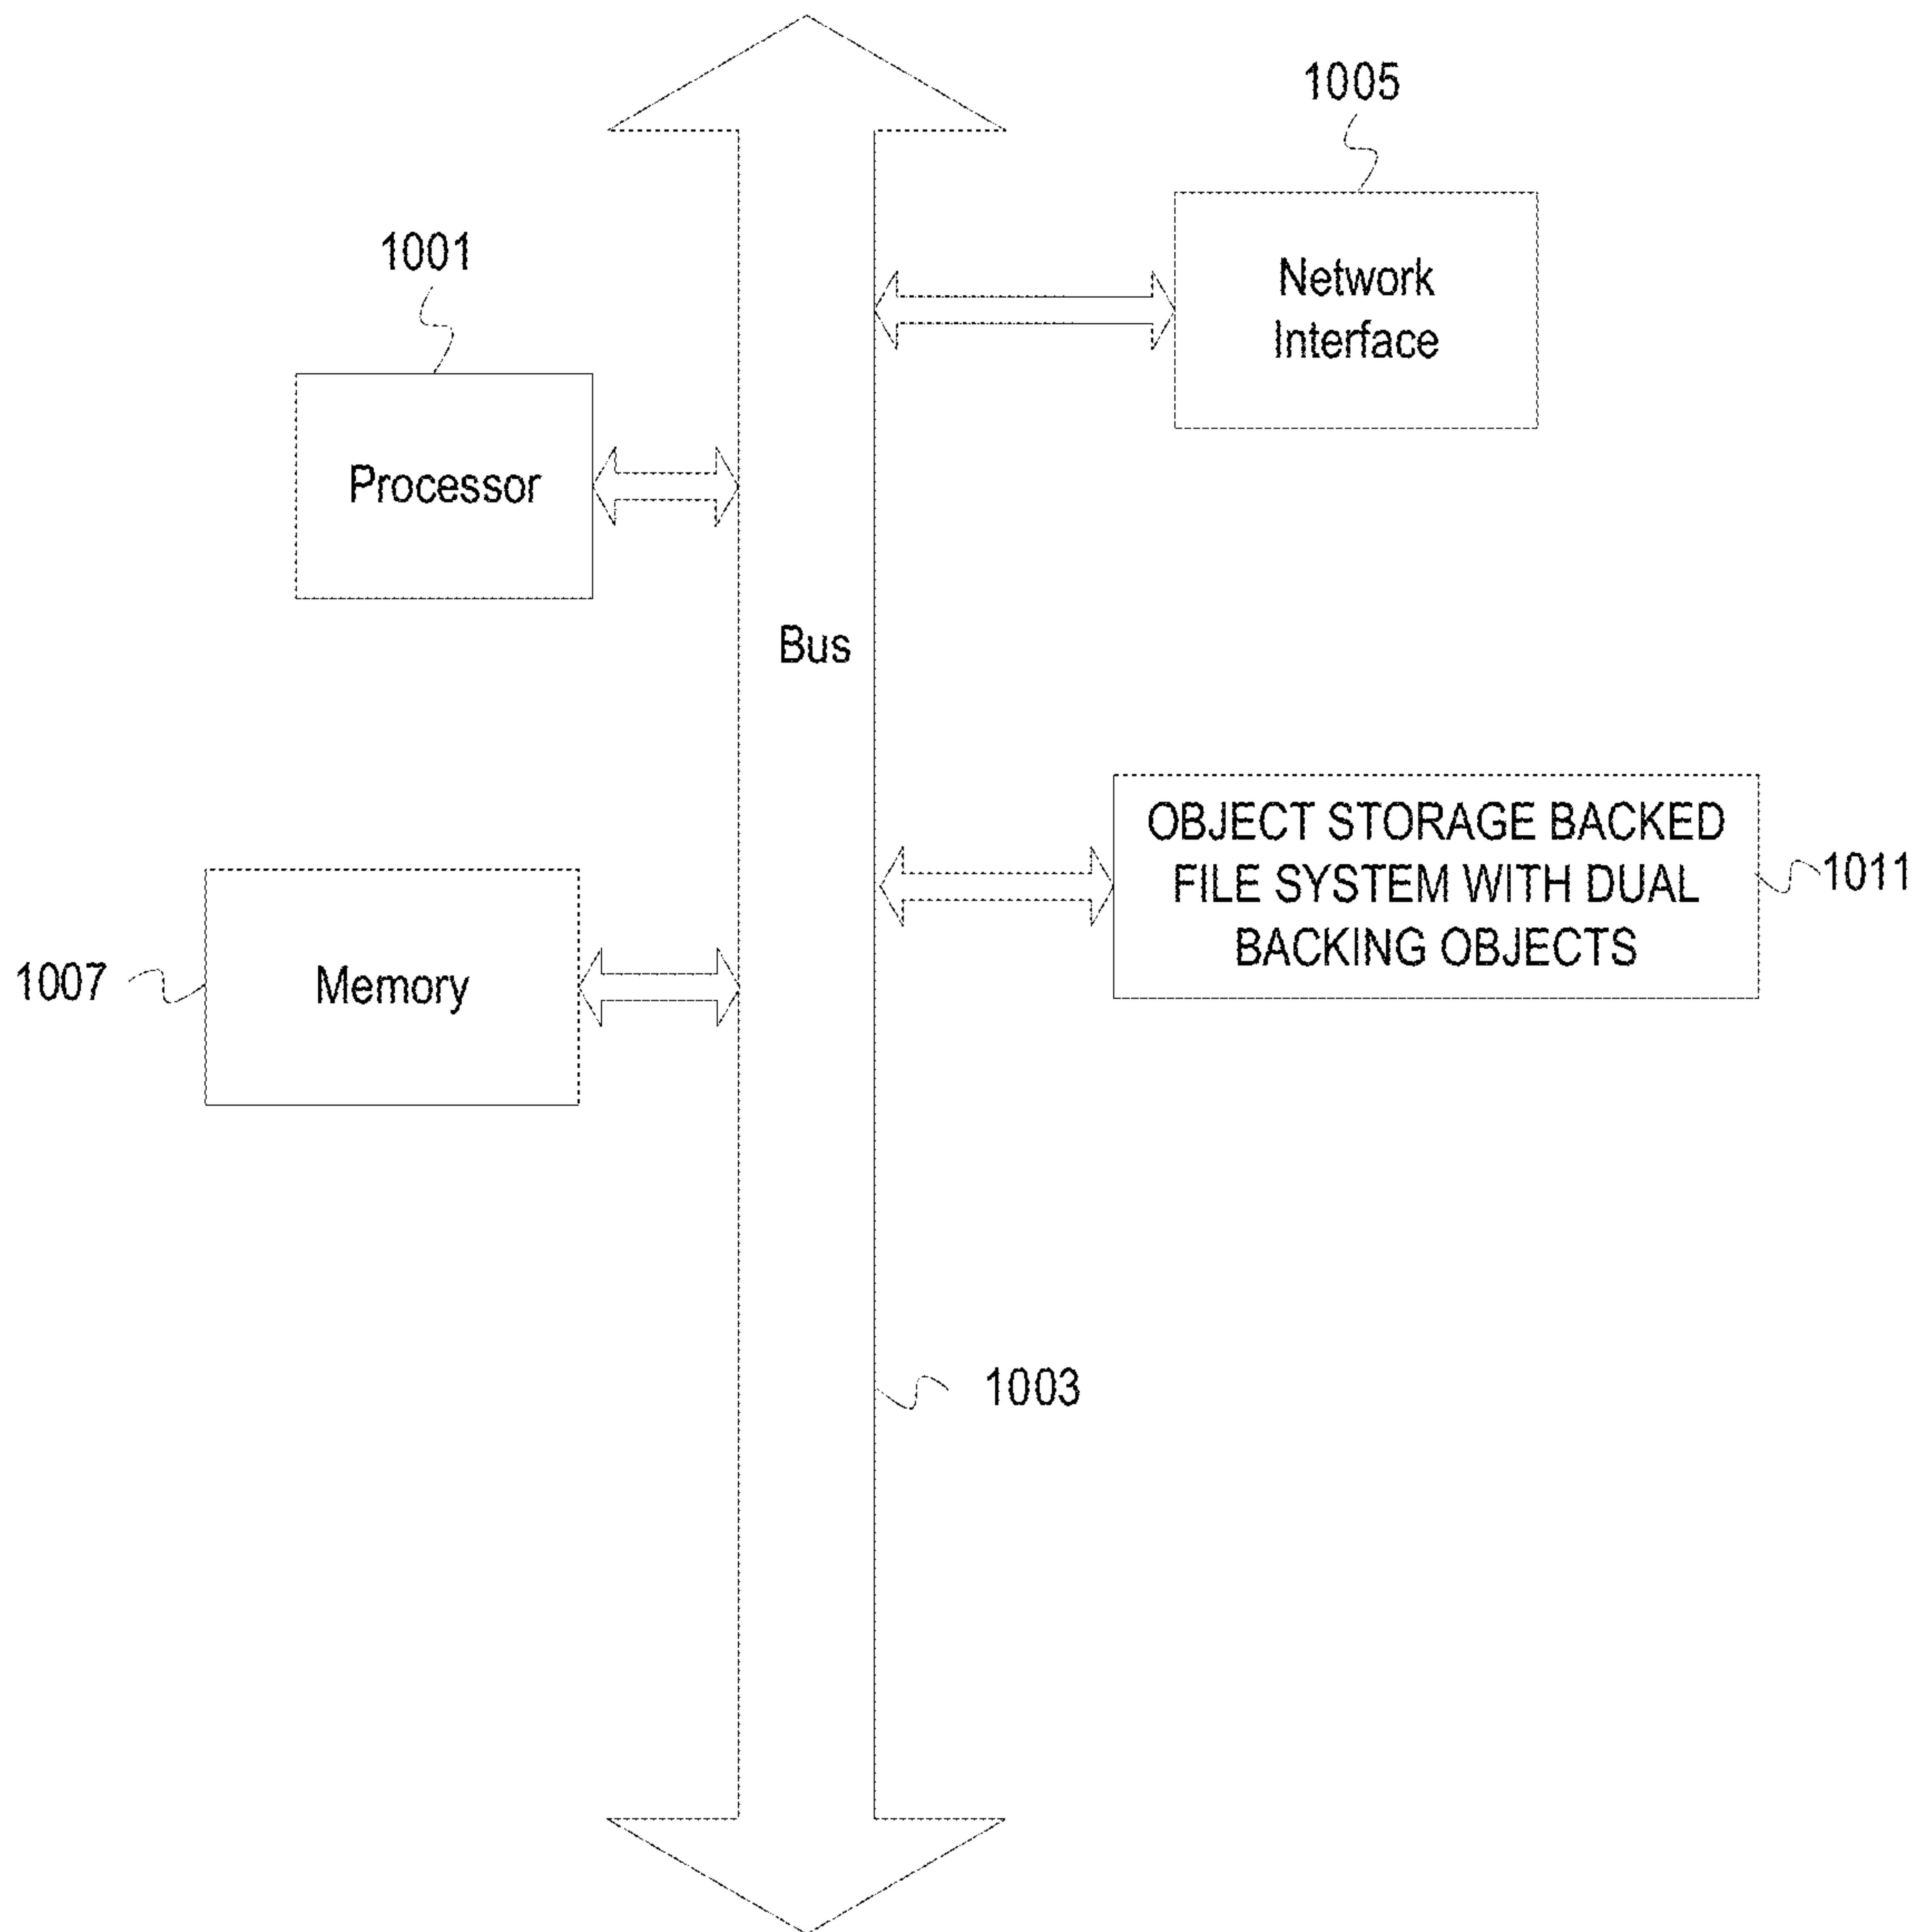 1005
1001
Network
Interface
Processor
Bus
OBJECT STORAGE BACKED
FILE SYSTEM WITH DUAL
BACKING OBJECTS
1011
1007
Memory
1003